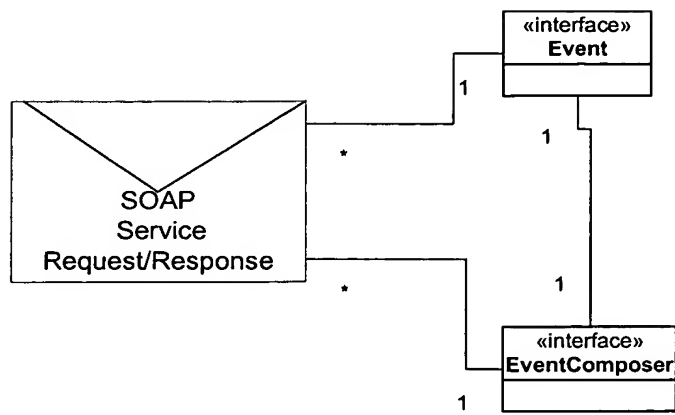 «interface»
Event
1
*
1
SOAP
Service
Request/Response
*
1
«interface»
EventComposer
1